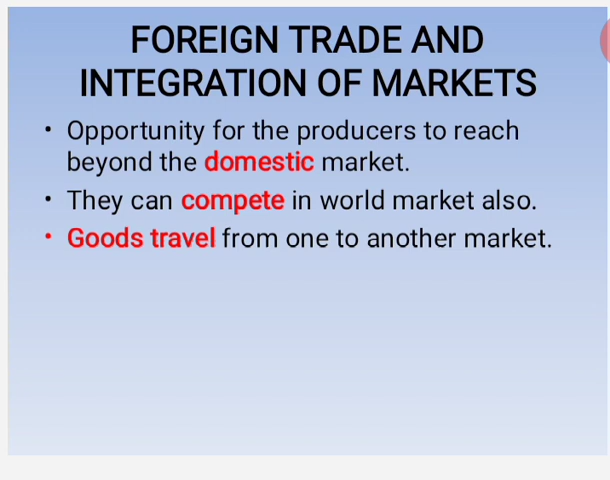 FOREIGN TRADE AND
INTEGRATION OF MARKETS
• Opportunity for the producers to reach
beyond the domestic market.
• They can compete in world market also.
• Goods travel from one to another market.